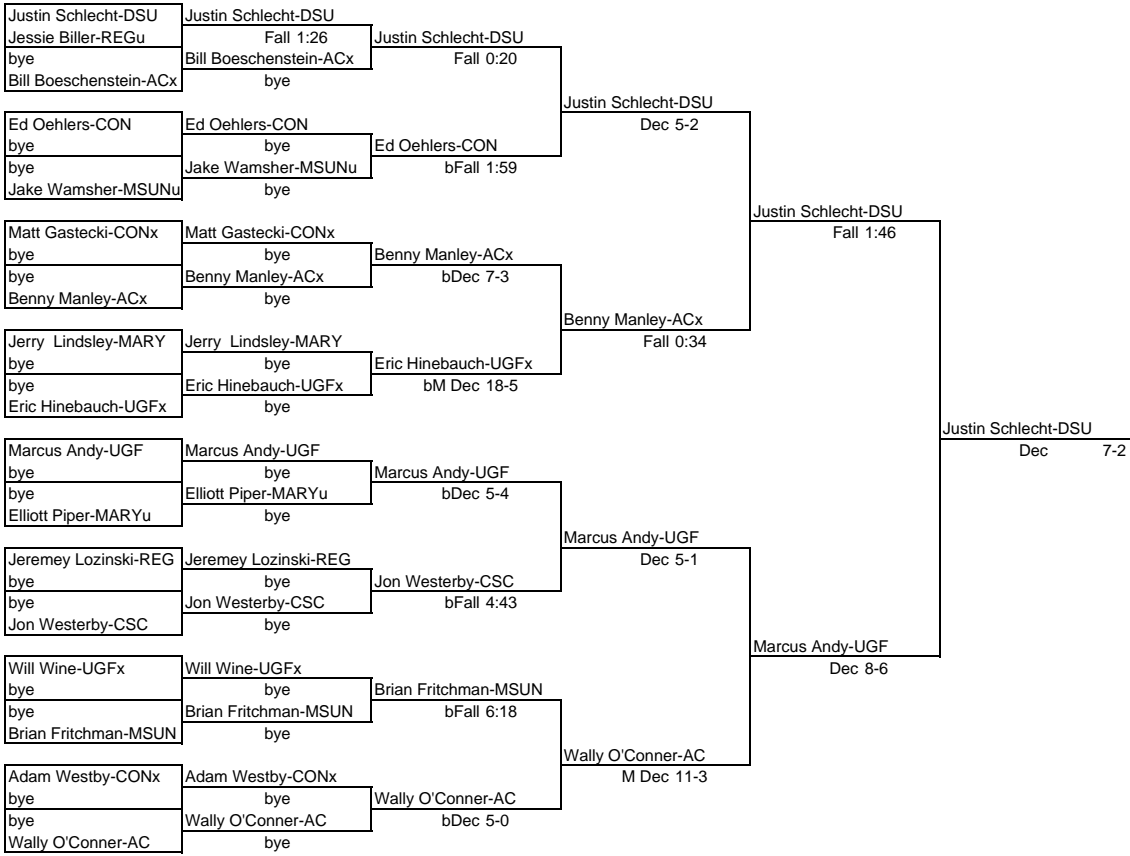 Justin Schlecht-DSU
Jessie Biller-REGu
bye
Bill Boeschenstein-ACx
Ed Oehlers-CON
bye
bye
Jake Wamsher-MSUNu
Matt Gastecki-CONx
bye
bye
Benny Manley-ACx
Jerry  Lindsley-MARY
bye
bye
Eric Hinebauch-UGFx
Marcus Andy-UGF
bye
bye
Elliott Piper-MARYu
Jeremey Lozinski-REG
bye
bye
Jon Westerby-CSC
Will Wine-UGFx
bye
bye
Brian Fritchman-MSUN
Adam Westby-CONx
bye
bye
Wally O'Conner-AC
Justin Schlecht-DSU
Fall 1:26
Bill Boeschenstein-ACx
bye
Ed Oehlers-CON
bye
Jake Wamsher-MSUNu
bye
Matt Gastecki-CONx
bye
Benny Manley-ACx
bye
Jerry  Lindsley-MARY
bye
Eric Hinebauch-UGFx
bye
Marcus Andy-UGF
bye
Elliott Piper-MARYu
bye
Jeremey Lozinski-REG
bye
Jon Westerby-CSC
bye
Will Wine-UGFx
bye
Brian Fritchman-MSUN
bye
Adam Westby-CONx
bye
Wally O'Conner-AC
bye
Justin Schlecht-DSU
Fall 0:20
Ed Oehlers-CON
bFall 1:59
Benny Manley-ACx
bDec 7-3
Eric Hinebauch-UGFx
bM Dec 18-5
Marcus Andy-UGF
bDec 5-4
Jon Westerby-CSC
bFall 4:43
Brian Fritchman-MSUN
bFall 6:18
Wally O'Conner-AC
bDec 5-0
Justin Schlecht-DSU
Dec 5-2
Benny Manley-ACx
Fall 0:34
Marcus Andy-UGF
Dec 5-1
Wally O'Conner-AC
M Dec 11-3
Justin Schlecht-DSU
Fall 1:46
Marcus Andy-UGF
Dec 8-6
Justin Schlecht-DSU
Dec 7-2